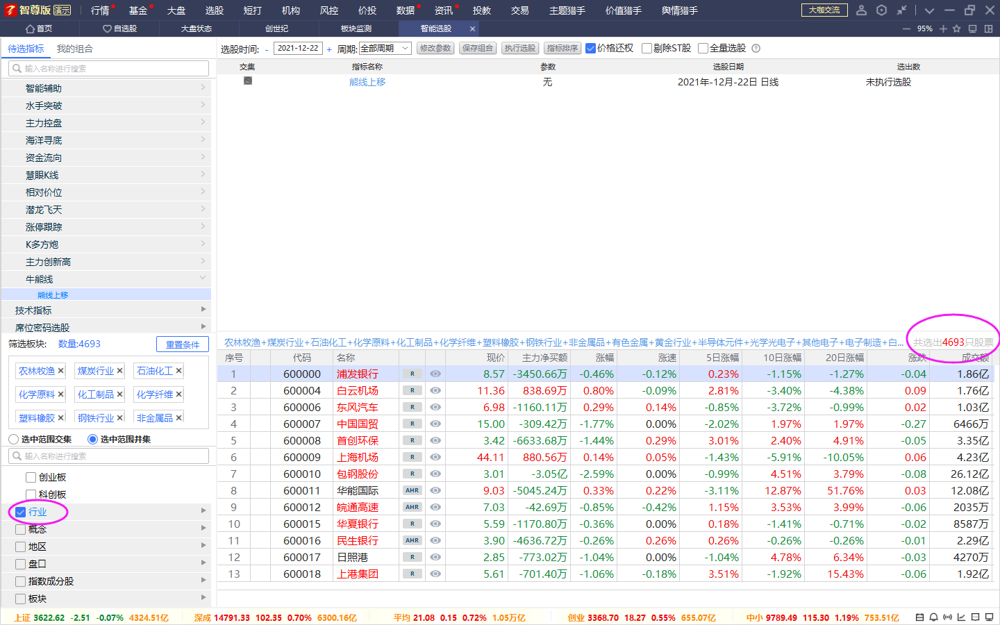 智尊版 演示 行情 基金 大盘 选股 短打 机构 风控 价投 数据 资讯 投教 交易 主题猎手 价值猎手 舆情猎手 大咖交流
首页 自选股 大盘状态 创世纪 板块监测 智能选股 × 95%
待选指标 我的组合 选股时间: - 2021-12-22 + 周期: 全部周期 修改参数 保存组合 执行选股 指标排序 价格还权 剔除ST股 全量选股 ?
输入名称进行搜索
交集 指标名称 参数 选股日期 选出数
熊线上移 无 2021年-12月-22日 日线 未执行选股
智能辅助
水手突破
主力控盘
海洋寻底
资金流向
慧眼K线
相对价位
潜龙飞天
涨停跟踪
K多方炮
主力创新高
牛熊线
熊线上移
技术指标
席位密码选股
筛选板块: 数量:4693 重置条件
农林牧渔 × 煤炭行业 × 石油化工 ×
化学原料 × 化工制品 × 化学纤维 ×
塑料橡胶 × 钢铁行业 × 非金属品 ×
选中范围交集 选中范围并集
输入名称进行搜索
创业板
科创板
行业
概念
地区
盘口
指数成分股
板块
农林牧渔+煤炭行业+石油化工+化学原料+化工制品+化学纤维+塑料橡胶+钢铁行业+非金属品+有色金属+黄金行业+半导体元件+光学光电子+其他电子+电子制造+白... 共选出4693只股票
序号 代码 名称 现价 主力净买额 涨幅 涨速 5日涨幅 10日涨幅 20日涨幅 涨跌 成交额
1 600000 浦发银行 R 8.57 -3450.66万 -0.46% -0.12% 0.23% -1.15% -1.27% -0.04 1.86亿
2 600004 白云机场 R 11.36 838.69万 0.80% -0.09% 2.81% -3.40% -4.38% 0.09 1.76亿
3 600006 东风汽车 R 6.98 -1160.11万 0.29% 0.14% -0.85% -3.72% -0.99% 0.02 1.03亿
4 600007 中国国贸 R 15.00 -309.42万 -1.77% 0.00% -2.02% 1.97% 1.97% -0.27 6466万
5 600008 首创环保 R 3.42 -6633.68万 -1.44% 0.29% 3.01% 2.40% 4.91% -0.05 3.35亿
6 600009 上海机场 R 44.11 880.56万 0.14% 0.05% -1.43% -5.91% -10.05% 0.06 4.23亿
7 600010 包钢股份 R 3.01 -3.05亿 -2.59% 0.00% -0.99% 4.51% 3.79% -0.08 26.12亿
8 600011 华能国际 AHR 9.03 -5045.24万 0.33% 0.22% -3.11% 12.87% 51.76% 0.03 12.08亿
9 600012 皖通高速 AHR 7.03 -42.69万 -0.85% -0.42% 1.15% 3.53% 3.99% -0.06 2035万
10 600015 华夏银行 R 5.59 -1170.80万 -0.36% 0.00% 0.18% -1.41% -0.71% -0.02 8587万
11 600016 民生银行 AHR 3.90 -4636.72万 -0.26% 0.26% 0.26% -0.26% -0.26% -0.01 2.29亿
12 600017 日照港 R 2.85 -773.02万 -1.04% 0.00% -1.04% 4.78% 6.34% -0.03 4270万
13 600018 上港集团 R 5.61 -701.40万 -1.06% -0.18% 3.51% -1.92% 15.43% -0.06 1.92亿
上证 3622.62 -2.51 -0.07% 4324.51亿 深成 14791.33 102.35 0.70% 6300.16亿 平均 21.08 0.15 0.72% 1.05万亿 创业 3368.70 18.27 0.55% 655.07亿 中小 9789.49 115.30 1.19% 753.51亿